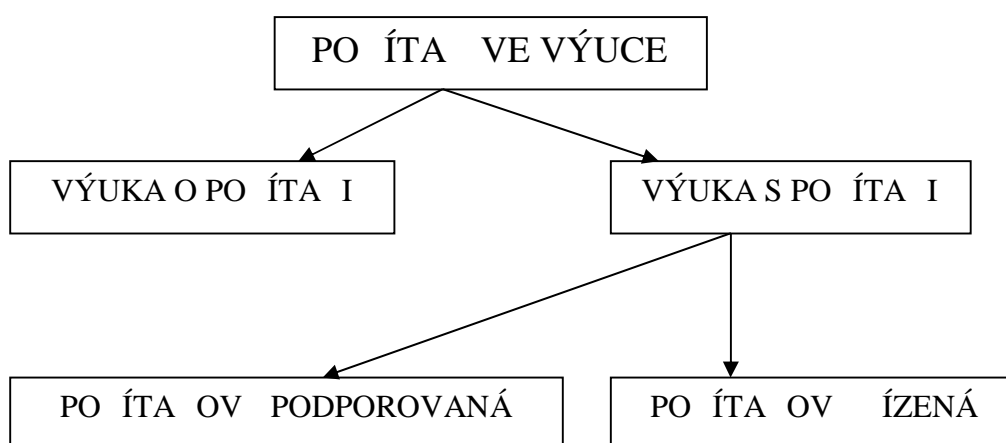 PO ÍTA VE VÝUCE
VÝUKA O PO ÍTA I
VÝUKA S PO ÍTA I
PO ÍTA OV PODPOROVANÁ
PO ÍTA OV ÍZENÁ